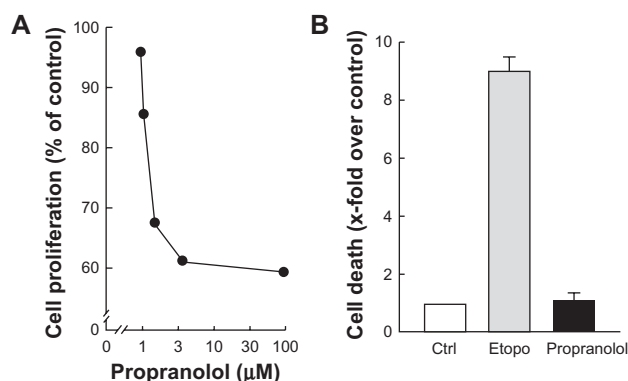 A
Cell proliferation (% of control)
100
90
80
70
60
0
0 1 3 10 30 100
Propranolol (µM)
B
Cell death (x-fold over control)
10
8
6
4
2
0
Ctrl Etopo Propranolol